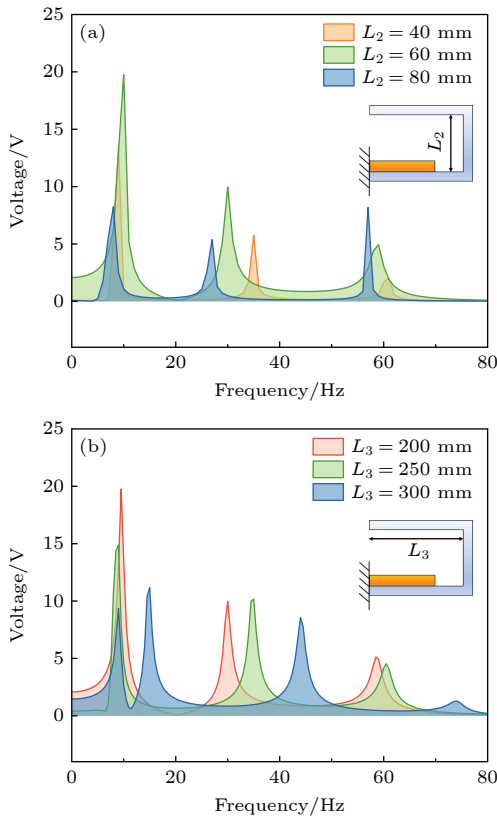 (a)
L₂ = 40 mm
L₂ = 60 mm
L₂ = 80 mm
L₂
Voltage/V
25
20
15
10
5
0
0 20 40 60 80
Frequency/Hz
(b)
L₃ = 200 mm
L₃ = 250 mm
L₃ = 300 mm
L₃
Voltage/V
25
20
15
10
5
0
0 20 40 60 80
Frequency/Hz